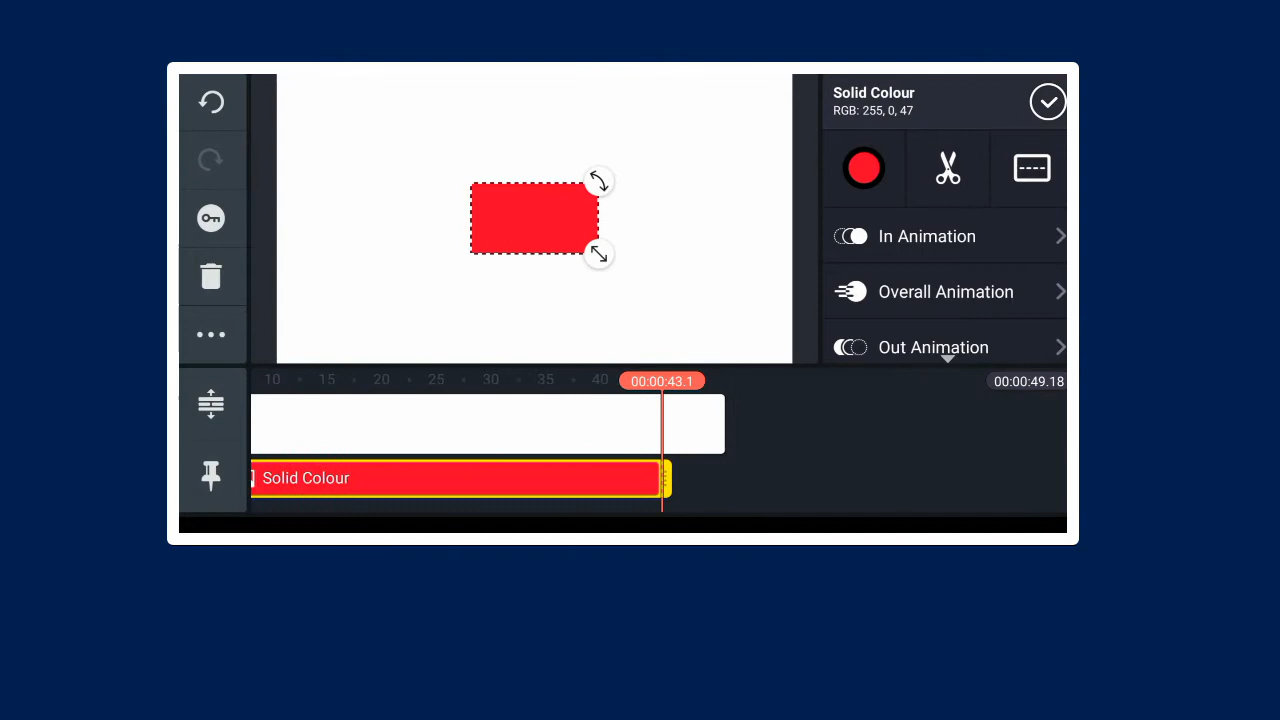 Solid Colour
RGB: 255, 0, 47
In Animation
Overall Animation
Out Animation
10 15 20 25 30 35 40 00:00:43.1 00:00:49.18
Solid Colour